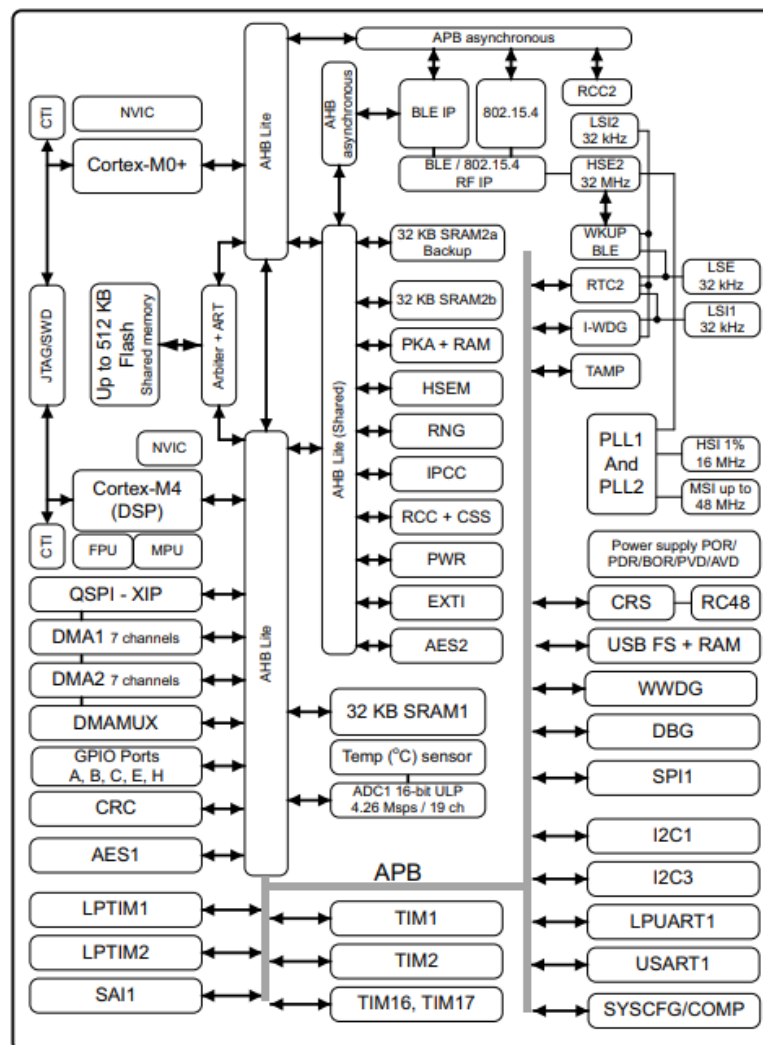 APB asynchronous
CTI
NVIC
AHB Lite
AHB
asynchronous
BLE IP
802.15.4
RCC2
LSI2
32 kHz
Cortex-M0+
BLE / 802.15.4
RF IP
HSE2
32 MHz
32 KB SRAM2a
Backup
WKUP
BLE
LSE
32 kHz
JTAG/SWD
Up to 512 KB
Flash
Shared memory
Arbiter + ART
AHB Lite (Shared)
32 KB SRAM2b
RTC2
LSI1
32 kHz
PKA + RAM
I-WDG
HSEM
TAMP
NVIC
RNG
PLL1
And
PLL2
HSI 1%
16 MHz
Cortex-M4
(DSP)
IPCC
MSI up to
48 MHz
CTI
FPU
MPU
RCC + CSS
PWR
Power supply POR/
PDR/BOR/PVD/AVD
QSPI - XIP
EXTI
CRS
RC48
DMA1 7 channels
AHB Lite
AES2
USB FS + RAM
DMA2 7 channels
WWDG
DMAMUX
32 KB SRAM1
DBG
GPIO Ports
A, B, C, E, H
Temp (°C) sensor
SPI1
CRC
ADC1 16-bit ULP
4.26 Msps / 19 ch
I2C1
AES1
APB
I2C3
LPTIM1
TIM1
LPUART1
LPTIM2
TIM2
USART1
SAI1
TIM16, TIM17
SYSCFG/COMP